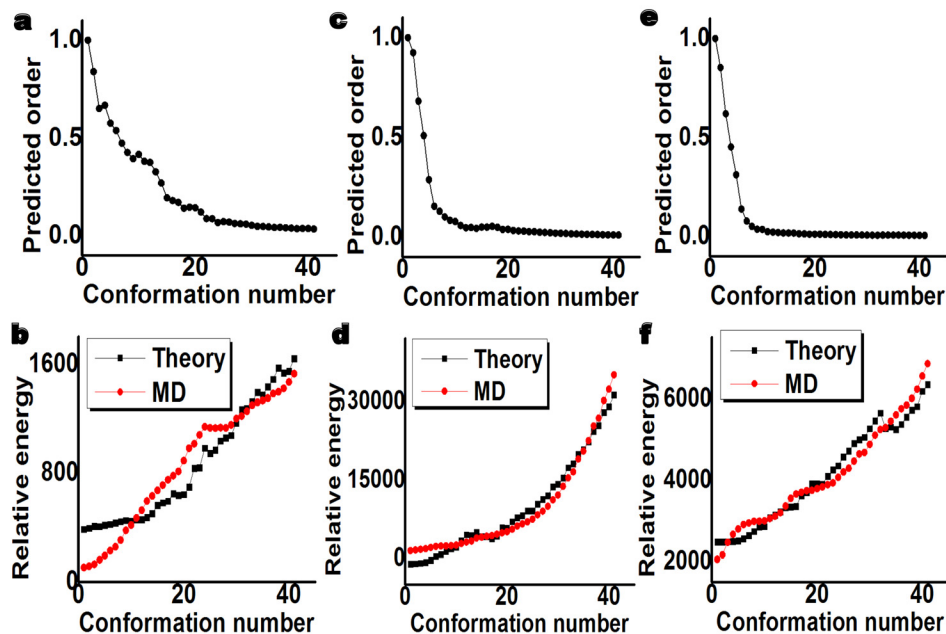 a
Predicted order
1.0
0.5
0.0
0 20 40
Conformation number
c
Predicted order
1.0
0.5
0.0
0 20 40
Conformation number
e
Predicted order
1.0
0.5
0.0
0 20 40
Conformation number
b
Relative energy
1600
800
0
Theory
MD
0 20 40
Conformation number
d
Relative energy
30000
15000
0
Theory
MD
0 20 40
Conformation number
f
Relative energy
6000
4000
2000
Theory
MD
0 20 40
Conformation number